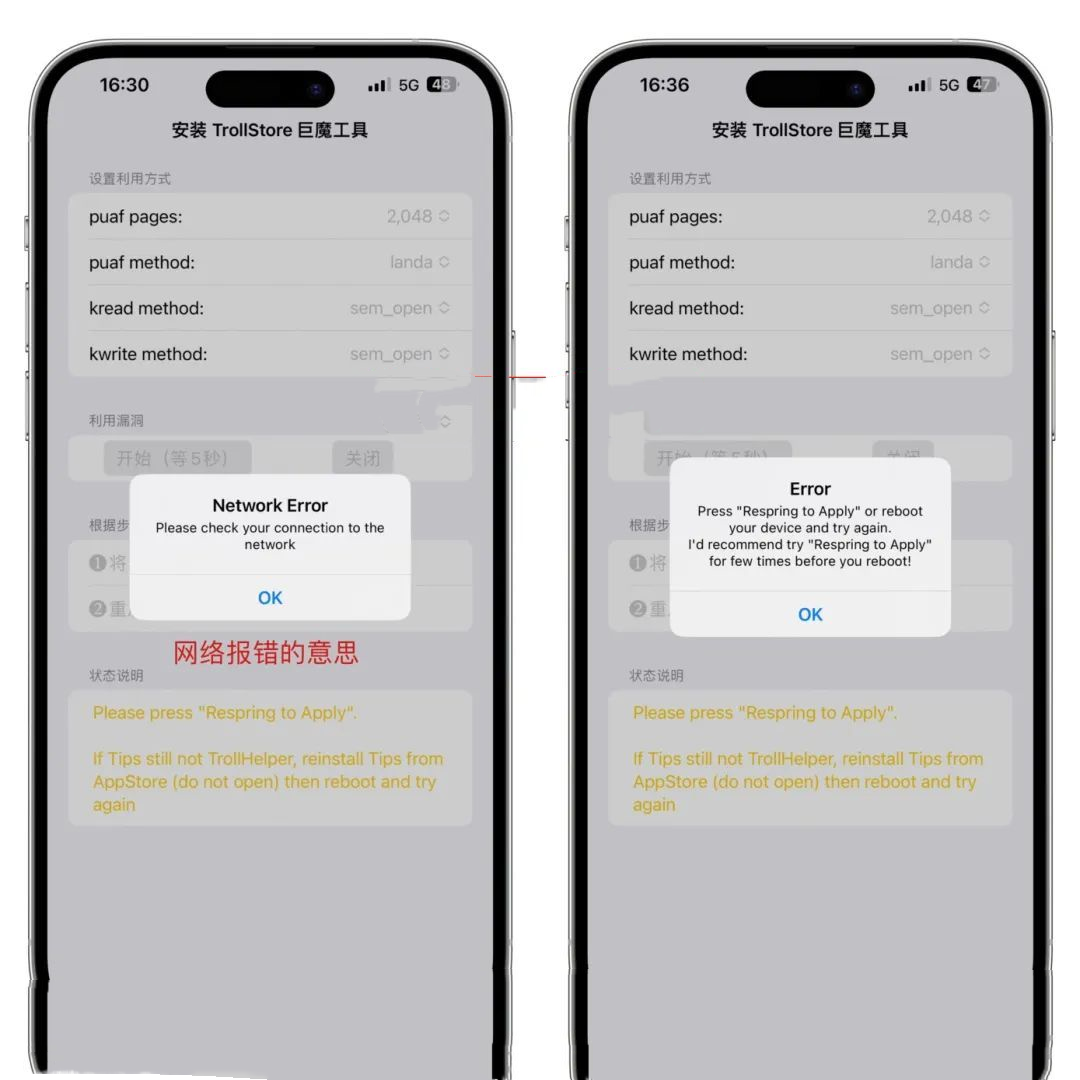 16:30
5G 48
安装 TrollStore 巨魔工具
设置利用方式
puaf pages: 2,048
puaf method: landa
kread method: sem_open
kwrite method: sem_open
利用漏洞
开始（等5秒） 关闭
根据步
Network Error
Please check your connection to the
network
OK
❶将
❷重
网络报错的意思
状态说明
Please press "Respring to Apply".
If Tips still not TrollHelper, reinstall Tips from
AppStore (do not open) then reboot and try
again
16:36
5G 47
安装 TrollStore 巨魔工具
设置利用方式
puaf pages: 2,048
puaf method: landa
kread method: sem_open
kwrite method: sem_open
开始（等5秒） 关闭
根据步
Error
Press "Respring to Apply" or reboot
your device and try again.
I'd recommend try "Respring to Apply"
for few times before you reboot!
OK
❶将
❷重
状态说明
Please press "Respring to Apply".
If Tips still not TrollHelper, reinstall Tips from
AppStore (do not open) then reboot and try
again